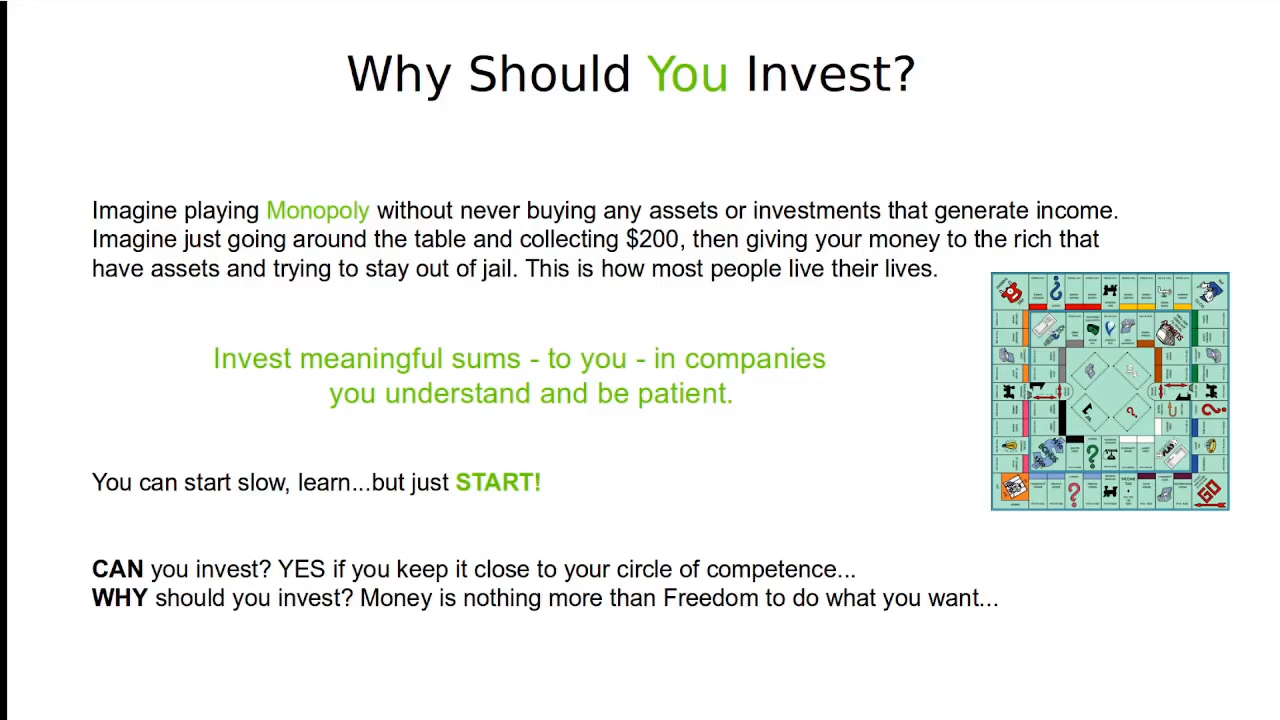 Why Should You Invest?
Imagine playing Monopoly without never buying any assets or investments that generate income.
Imagine just going around the table and collecting $200, then giving your money to the rich that
have assets and trying to stay out of jail. This is how most people live their lives.
Invest meaningful sums - to you - in companies
you understand and be patient.
You can start slow, learn...but just START!
CAN you invest? YES if you keep it close to your circle of competence...
WHY should you invest? Money is nothing more than Freedom to do what you want...
GO